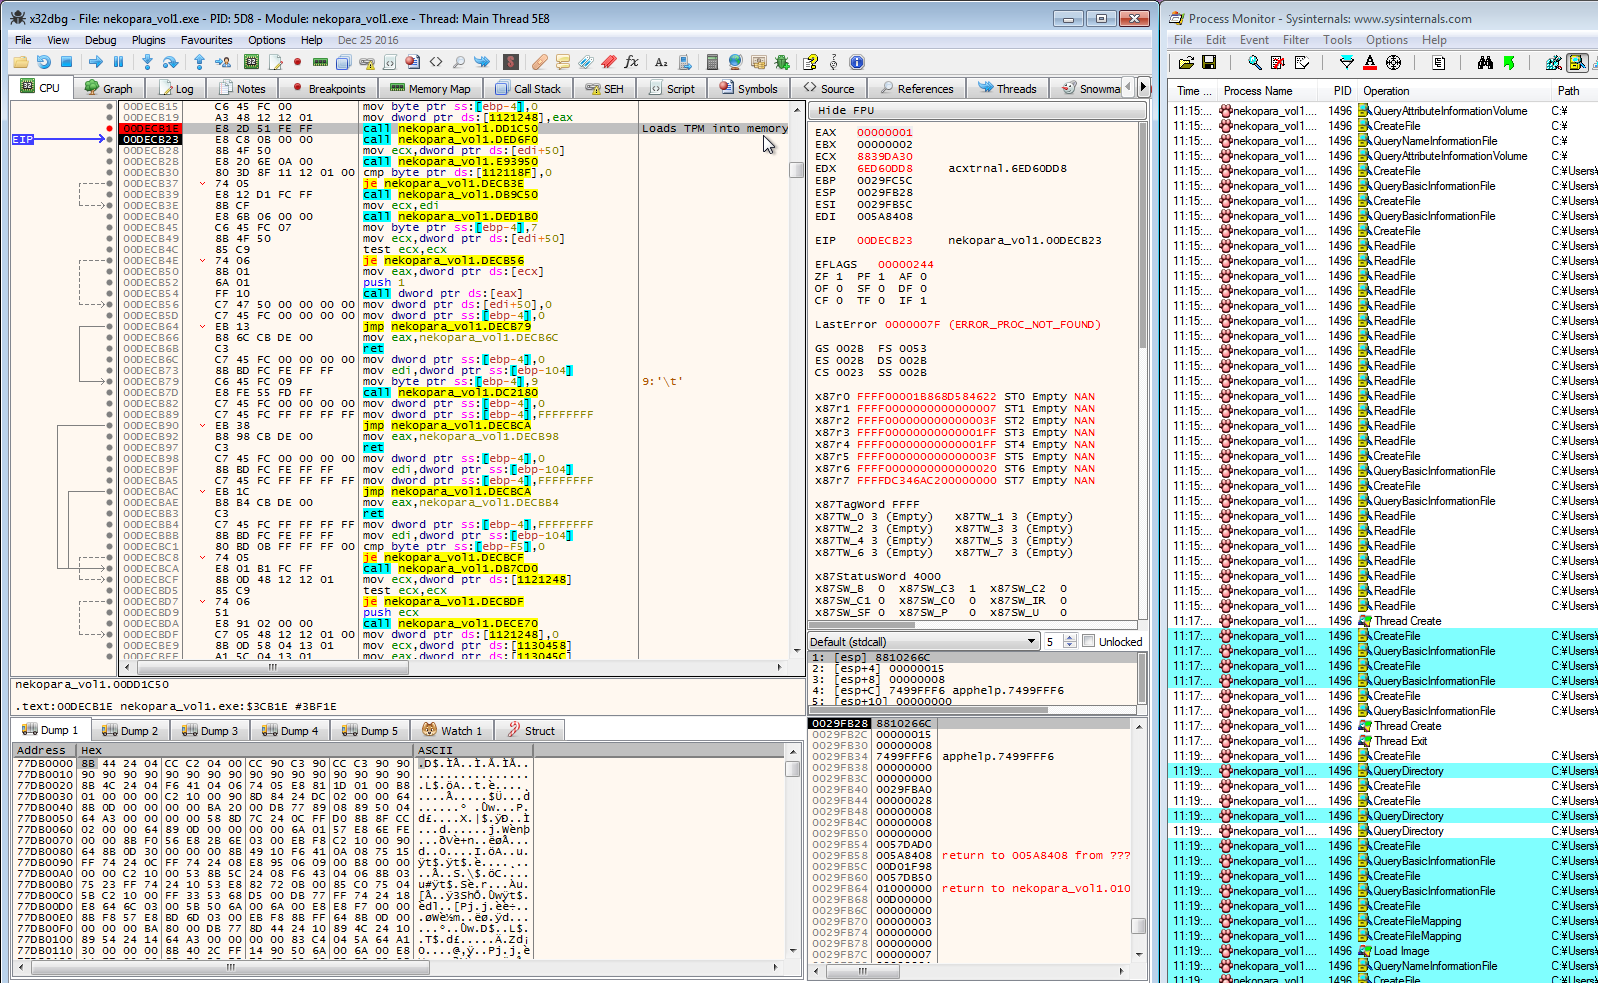 x32dbg - File: nekopara_vol1.exe - PID: 5D8 - Module: nekopara_vol1.exe - Thread: Main Thread 5E8
File View Debug Plugins Favourites Options Help Dec 25 2016
CPU Graph Log Notes Breakpoints Memory Map Call Stack SEH Script Symbols Source References Threads Snowma
00DECB15 C6 45 FC 00 mov byte ptr ss:[ebp-4],0
00DECB19 A3 48 12 12 01 mov dword ptr ds:[1121248],eax
00DECB1E E8 2D 51 FE FF call nekopara_vol1.DD1C50 Loads TPM into memory
EIP 00DECB23 E8 C8 0B 00 00 call nekopara_vol1.DED6F0
00DECB28 8B 4F 50 mov ecx,dword ptr ds:[edi+50]
00DECB2B E8 20 6E 0A 00 call nekopara_vol1.E93950
00DECB30 80 3D 8F 11 12 01 00 cmp byte ptr ds:[112118F],0
00DECB37 74 05 je nekopara_vol1.DECB3E
00DECB39 E8 12 D1 FC FF call nekopara_vol1.DB9C50
00DECB3E 8B CF mov ecx,edi
00DECB40 E8 6B 06 00 00 call nekopara_vol1.DED1B0
00DECB45 C6 45 FC 07 mov byte ptr ss:[ebp-4],7
00DECB49 8B 4F 50 mov ecx,dword ptr ds:[edi+50]
00DECB4C 85 C9 test ecx,ecx
00DECB4E 74 06 je nekopara_vol1.DECB56
00DECB50 8B 01 mov eax,dword ptr ds:[ecx]
00DECB52 6A 01 push 1
00DECB54 FF 10 call dword ptr ds:[eax]
00DECB56 C7 47 50 00 00 00 00 mov dword ptr ds:[edi+50],0
00DECB5D C7 45 FC 00 00 00 00 mov dword ptr ss:[ebp-4],0
00DECB64 EB 13 jmp nekopara_vol1.DECB79
00DECB66 B8 6C CB DE 00 mov eax,nekopara_vol1.DECB6C
00DECB6B C3 ret
00DECB6C C7 45 FC 00 00 00 00 mov dword ptr ss:[ebp-4],0
00DECB73 8B BD FC FE FF FF mov edi,dword ptr ss:[ebp-104]
00DECB79 C6 45 FC 09 mov byte ptr ss:[ebp-4],9 9:'\t'
00DECB7D E8 FE 55 FD FF call nekopara_vol1.DC2180
00DECB82 C7 45 FC 00 00 00 00 mov dword ptr ss:[ebp-4],0
00DECB89 C7 45 FC FF FF FF FF mov dword ptr ss:[ebp-4],FFFFFFFF
00DECB90 EB 38 jmp nekopara_vol1.DECBCA
00DECB92 B8 98 CB DE 00 mov eax,nekopara_vol1.DECB98
00DECB97 C3 ret
00DECB98 C7 45 FC 00 00 00 00 mov dword ptr ss:[ebp-4],0
00DECB9F 8B BD FC FE FF FF mov edi,dword ptr ss:[ebp-104]
00DECBA5 C7 45 FC FF FF FF FF mov dword ptr ss:[ebp-4],FFFFFFFF
00DECBAC EB 1C jmp nekopara_vol1.DECBCA
00DECBAE B8 B4 CB DE 00 mov eax,nekopara_vol1.DECBB4
00DECBB3 C3 ret
00DECBB4 C7 45 FC FF FF FF FF mov dword ptr ss:[ebp-4],FFFFFFFF
00DECBBB 8B BD FC FE FF FF mov edi,dword ptr ss:[ebp-104]
00DECBC1 80 BD 0B FF FF FF 00 cmp byte ptr ss:[ebp-F5],0
00DECBC8 74 05 je nekopara_vol1.DECBCF
00DECBCA E8 01 B1 FC FF call nekopara_vol1.DB7CD0
00DECBCF 8B 0D 48 12 12 01 mov ecx,dword ptr ds:[1121248]
00DECBD5 85 C9 test ecx,ecx
00DECBD7 74 06 je nekopara_vol1.DECBDF
00DECBD9 51 push ecx
00DECBDA E8 91 02 00 00 call nekopara_vol1.DECE70
00DECBDF C7 05 48 12 12 01 00 mov dword ptr ds:[1121248],0
00DECBE9 8B 0D 58 04 13 01 mov ecx,dword ptr ds:[1130458]
00DECBEF A1 5C 04 13 01 mov eax,dword ptr ds:[113045C]
nekopara_vol1.00DD1C50
.text:00DECB1E nekopara_vol1.exe:$3CB1E #3BF1E
Hide FPU
EAX 00000001
EBX 00000002
ECX 8839DA30
EDX 6ED60DD8 acxtrnal.6ED60DD8
EBP 0029FC5C
ESP 0029FB28
ESI 0029FB5C
EDI 005A8408
EIP 00DECB23 nekopara_vol1.00DECB23
EFLAGS 00000244
ZF 1 PF 1 AF 0
OF 0 SF 0 DF 0
CF 0 TF 0 IF 1
LastError 0000007F (ERROR_PROC_NOT_FOUND)
GS 002B FS 0053
ES 002B DS 002B
CS 0023 SS 002B
x87r0 FFFF00001B868D584622 ST0 Empty NAN
x87r1 FFFF0000000000000007 ST1 Empty NAN
x87r2 FFFF000000000000003F ST2 Empty NAN
x87r3 FFFF00000000000001FF ST3 Empty NAN
x87r4 FFFF00000000000001FF ST4 Empty NAN
x87r5 FFFF000000000000003F ST5 Empty NAN
x87r6 FFFF0000000000000020 ST6 Empty NAN
x87r7 FFFFDC346AC200000000 ST7 Empty NAN
x87TagWord FFFF
x87TW_0 3 (Empty) x87TW_1 3 (Empty)
x87TW_2 3 (Empty) x87TW_3 3 (Empty)
x87TW_4 3 (Empty) x87TW_5 3 (Empty)
x87TW_6 3 (Empty) x87TW_7 3 (Empty)
x87StatusWord 4000
x87SW_B 0 x87SW_C3 1 x87SW_C2 0
x87SW_C1 0 x87SW_C0 0 x87SW_IR 0
x87SW_SF 0 x87SW_P 0 x87SW_U 0
Default (stdcall) 5 Unlocked
1: [esp] 8810266C
2: [esp+4] 00000015
3: [esp+8] 00000008
4: [esp+C] 7499FFF6 apphelp.7499FFF6
5: [esp+10] 00000000
Dump 1 Dump 2 Dump 3 Dump 4 Dump 5 Watch 1 Struct
Address Hex ASCII
77DB0000 8B 44 24 04 CC C2 04 00 CC 90 C3 90 CC C3 90 90
77DB0010 90 90 90 90 90 90 90 90 90 90 90 90 90 90 90 90
77DB0020 8B 4C 24 04 F6 41 04 06 74 05 E8 81 1D 01 00 B8
77DB0030 01 00 00 00 C2 10 00 90 8D 84 24 DC 02 00 00 64
77DB0040 8B 0D 00 00 00 00 BA 20 00 DB 77 89 08 89 50 04
77DB0050 64 A3 00 00 00 00 58 8D 7C 24 0C FF D0 8B 8F CC
77DB0060 02 00 00 64 89 0D 00 00 00 00 6A 01 57 E8 6E FE
77DB0070 00 00 8B F0 56 E8 2B 6E 03 00 EB F8 C2 10 00 90
77DB0080 64 8B 0D 30 00 00 00 8B 49 10 F6 41 0A 08 75 15
77DB0090 FF 74 24 0C FF 74 24 08 E8 95 06 09 00 B8 00 00
77DB00A0 00 00 C2 10 00 53 8B 5C 24 08 F6 43 04 06 8B 03
77DB00B0 75 23 FF 74 24 10 53 E8 82 72 0B 00 85 C0 75 04
77DB00C0 5B C2 10 00 FF 33 53 68 D5 00 DB 77 FF 74 24 18
77DB00D0 E8 64 6C 03 00 5B 50 6A 00 6A 00 E8 E8 F7 00 00
77DB00E0 8B F8 57 E8 BD 6D 03 00 EB F8 8B FF 64 8B 0D 00
77DB00F0 00 00 00 BA 80 00 DB 77 8D 44 24 10 89 4C 24 10
77DB0100 89 54 24 14 64 A3 00 00 00 00 83 C4 04 5A 64 A1
77DB0110 30 00 00 00 8B 40 2C FF 14 90 50 6A 00 6A 00 E8
0029FB28 8810266C
0029FB2C 00000015
0029FB30 00000008
0029FB34 7499FFF6 apphelp.7499FFF6
0029FB38 00000000
0029FB3C 00000000
0029FB40 0029FBA0
0029FB44 00000028
0029FB48 00000008
0029FB4C 00000008
0029FB50 00000000
0029FB54 0057DAD0
0029FB58 005A8408 return to 005A8408 from ???
0029FB5C 00D01F98
0029FB60 0057DB50
0029FB64 01000000 return to nekopara_vol1.010
0029FB68 00D00000
0029FB6C 00000000
0029FB70 00000003
0029FB74 00000000
0029FB78 00000000
0029FB7C 00000007
Process Monitor - Sysinternals: www.sysinternals.com
File Edit Event Filter Tools Options Help
Time ... Process Name PID Operation Path
11:15:... nekopara_vol1.... 1496 QueryAttributeInformationVolume C:¥
11:15:... nekopara_vol1.... 1496 CreateFile C:¥
11:15:... nekopara_vol1.... 1496 QueryNameInformationFile C:¥
11:15:... nekopara_vol1.... 1496 QueryAttributeInformationVolume C:¥
11:15:... nekopara_vol1.... 1496 CreateFile C:¥Users¥
11:15:... nekopara_vol1.... 1496 QueryBasicInformationFile C:¥Users¥
11:15:... nekopara_vol1.... 1496 CreateFile C:¥Users¥
11:15:... nekopara_vol1.... 1496 QueryBasicInformationFile C:¥Users¥
11:15:... nekopara_vol1.... 1496 CreateFile C:¥Users¥
11:15:... nekopara_vol1.... 1496 ReadFile C:¥Users¥
11:15:... nekopara_vol1.... 1496 ReadFile C:¥Users¥
11:15:... nekopara_vol1.... 1496 ReadFile C:¥Users¥
11:15:... nekopara_vol1.... 1496 ReadFile C:¥Users¥
11:15:... nekopara_vol1.... 1496 ReadFile C:¥Users¥
11:15:... nekopara_vol1.... 1496 ReadFile C:¥Users¥
11:15:... nekopara_vol1.... 1496 ReadFile C:¥Users¥
11:15:... nekopara_vol1.... 1496 ReadFile C:¥Users¥
11:15:... nekopara_vol1.... 1496 ReadFile C:¥Users¥
11:15:... nekopara_vol1.... 1496 ReadFile C:¥Users¥
11:15:... nekopara_vol1.... 1496 ReadFile C:¥Users¥
11:15:... nekopara_vol1.... 1496 ReadFile C:¥Users¥
11:15:... nekopara_vol1.... 1496 ReadFile C:¥Users¥
11:15:... nekopara_vol1.... 1496 ReadFile C:¥Users¥
11:15:... nekopara_vol1.... 1496 CreateFile C:¥Users¥
11:15:... nekopara_vol1.... 1496 QueryBasicInformationFile C:¥Users¥
11:15:... nekopara_vol1.... 1496 CreateFile C:¥Users¥
11:15:... nekopara_vol1.... 1496 QueryBasicInformationFile C:¥Users¥
11:15:... nekopara_vol1.... 1496 ReadFile C:¥Users¥
11:15:... nekopara_vol1.... 1496 ReadFile C:¥Users¥
11:15:... nekopara_vol1.... 1496 ReadFile C:¥Users¥
11:15:... nekopara_vol1.... 1496 ReadFile C:¥Users¥
11:15:... nekopara_vol1.... 1496 ReadFile C:¥Users¥
11:15:... nekopara_vol1.... 1496 ReadFile C:¥Users¥
11:15:... nekopara_vol1.... 1496 ReadFile C:¥Users¥
11:17:... nekopara_vol1.... 1496 Thread Create
11:17:... nekopara_vol1.... 1496 CreateFile C:¥Users¥
11:17:... nekopara_vol1.... 1496 QueryBasicInformationFile C:¥Users¥
11:17:... nekopara_vol1.... 1496 CreateFile C:¥Users¥
11:17:... nekopara_vol1.... 1496 QueryBasicInformationFile C:¥Users¥
11:17:... nekopara_vol1.... 1496 CreateFile C:¥Users¥
11:17:... nekopara_vol1.... 1496 QueryBasicInformationFile C:¥Users¥
11:17:... nekopara_vol1.... 1496 Thread Create
11:17:... nekopara_vol1.... 1496 Thread Exit
11:19:... nekopara_vol1.... 1496 CreateFile C:¥Users¥
11:19:... nekopara_vol1.... 1496 QueryDirectory C:¥Users¥
11:19:... nekopara_vol1.... 1496 CreateFile C:¥Users¥
11:19:... nekopara_vol1.... 1496 CreateFile C:¥Users¥
11:19:... nekopara_vol1.... 1496 QueryDirectory C:¥Users¥
11:19:... nekopara_vol1.... 1496 QueryDirectory C:¥Users¥
11:19:... nekopara_vol1.... 1496 CreateFile C:¥Users¥
11:19:... nekopara_vol1.... 1496 QueryBasicInformationFile C:¥Users¥
11:19:... nekopara_vol1.... 1496 CreateFile C:¥Users¥
11:19:... nekopara_vol1.... 1496 QueryBasicInformationFile C:¥Users¥
11:19:... nekopara_vol1.... 1496 CreateFile C:¥Users¥
11:19:... nekopara_vol1.... 1496 CreateFileMapping C:¥Users¥
11:19:... nekopara_vol1.... 1496 CreateFileMapping C:¥Users¥
11:19:... nekopara_vol1.... 1496 Load Image C:¥Users¥
11:19:... nekopara_vol1.... 1496 QueryNameInformationFile C:¥Users¥
11:19:... nekopara_vol1.... 1496 CreateFile C:¥Users¥